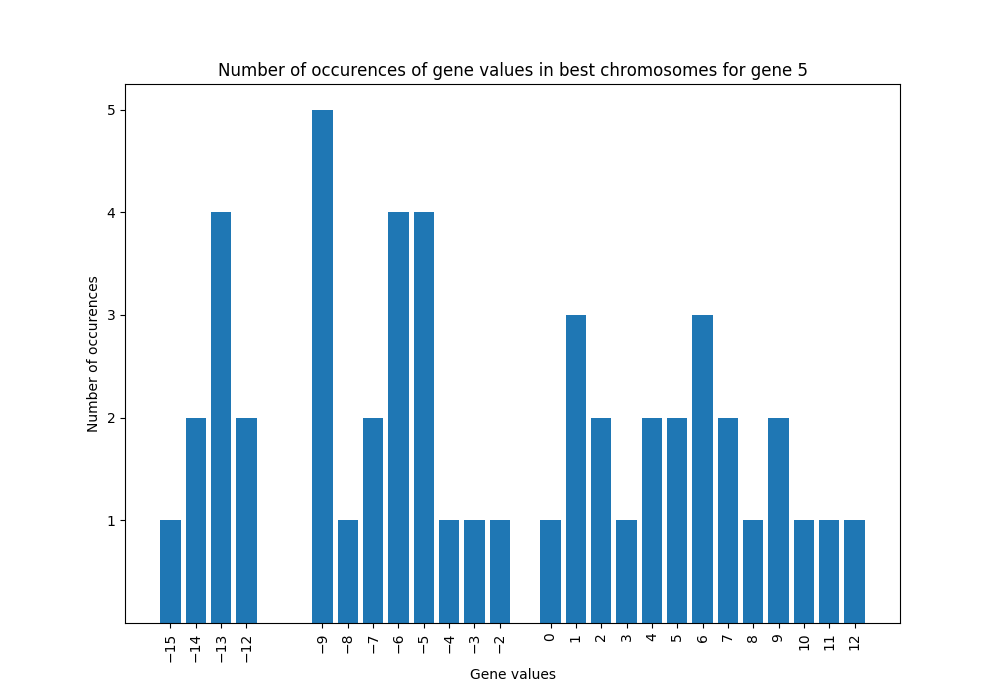 Number of occurences of gene values in best chromosomes for gene 5
5
4
3
2
1
Number of occurences
−15 −14 −13 −12 −9 −8 −7 −6 −5 −4 −3 −2 0 1 2 3 4 5 6 7 8 9 10 11 12
Gene values